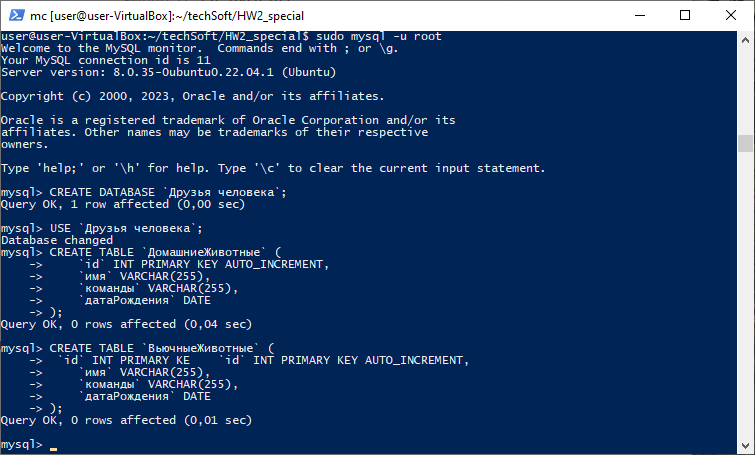 mc [user@user-VirtualBox]:~/techSoft/HW2_special
user@user-VirtualBox:~/techSoft/HW2_special$ sudo mysql -u root
Welcome to the MySQL monitor.  Commands end with ; or \g.
Your MySQL connection id is 11
Server version: 8.0.35-0ubuntu0.22.04.1 (Ubuntu)
Copyright (c) 2000, 2023, Oracle and/or its affiliates.
Oracle is a registered trademark of Oracle Corporation and/or its
affiliates. Other names may be trademarks of their respective
owners.
Type 'help;' or '\h' for help. Type '\c' to clear the current input statement.
mysql> CREATE DATABASE `Друзья человека`;
Query OK, 1 row affected (0,00 sec)
mysql> USE `Друзья человека`;
Database changed
mysql> CREATE TABLE `ДомашниеЖивотные` (
    ->     `id` INT PRIMARY KEY AUTO_INCREMENT,
    ->     `имя` VARCHAR(255),
    ->     `команды` VARCHAR(255),
    ->     `датаРождения` DATE
    -> );
Query OK, 0 rows affected (0,04 sec)
mysql> CREATE TABLE `ВьючныеЖивотные` (
    ->  `id` INT PRIMARY KE    `id` INT PRIMARY KEY AUTO_INCREMENT,
    ->     `имя` VARCHAR(255),
    ->     `команды` VARCHAR(255),
    ->     `датаРождения` DATE
    -> );
Query OK, 0 rows affected (0,01 sec)
mysql>